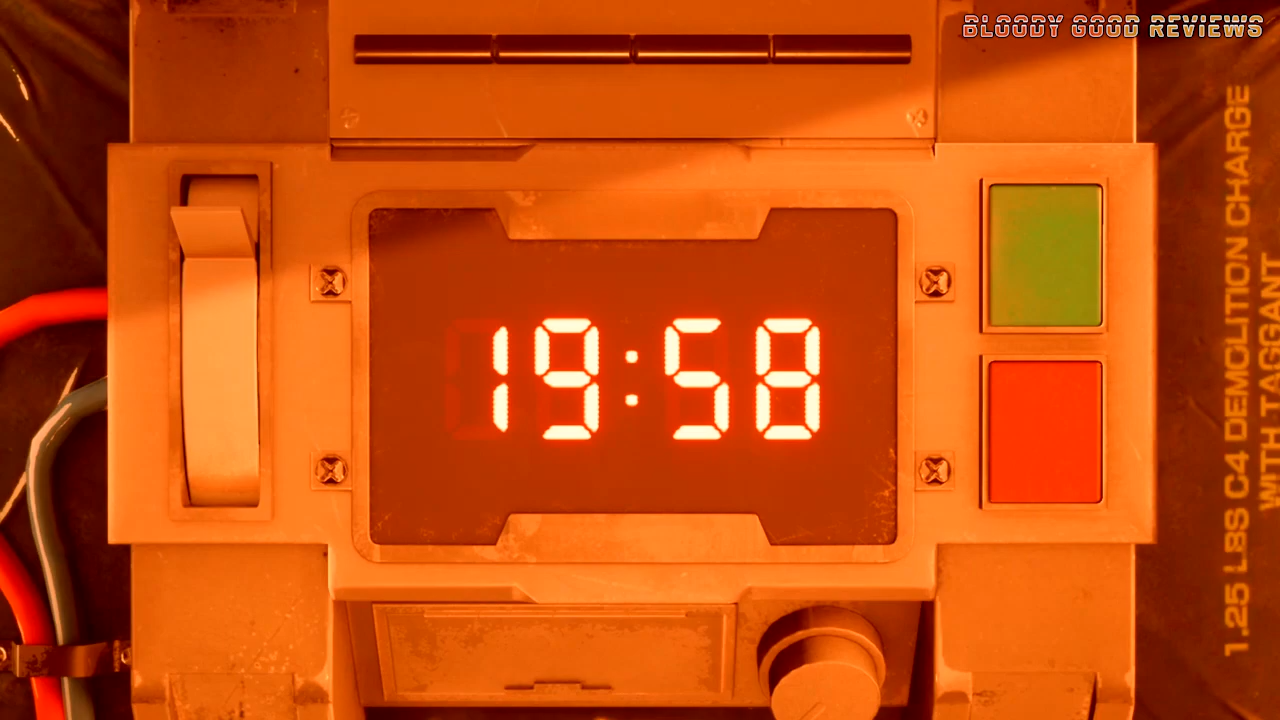 BLOODY GOOD REVIEWS
19:58
1.25 LBS C4 DEMOLITION CHARGE
WITH TAGGANT